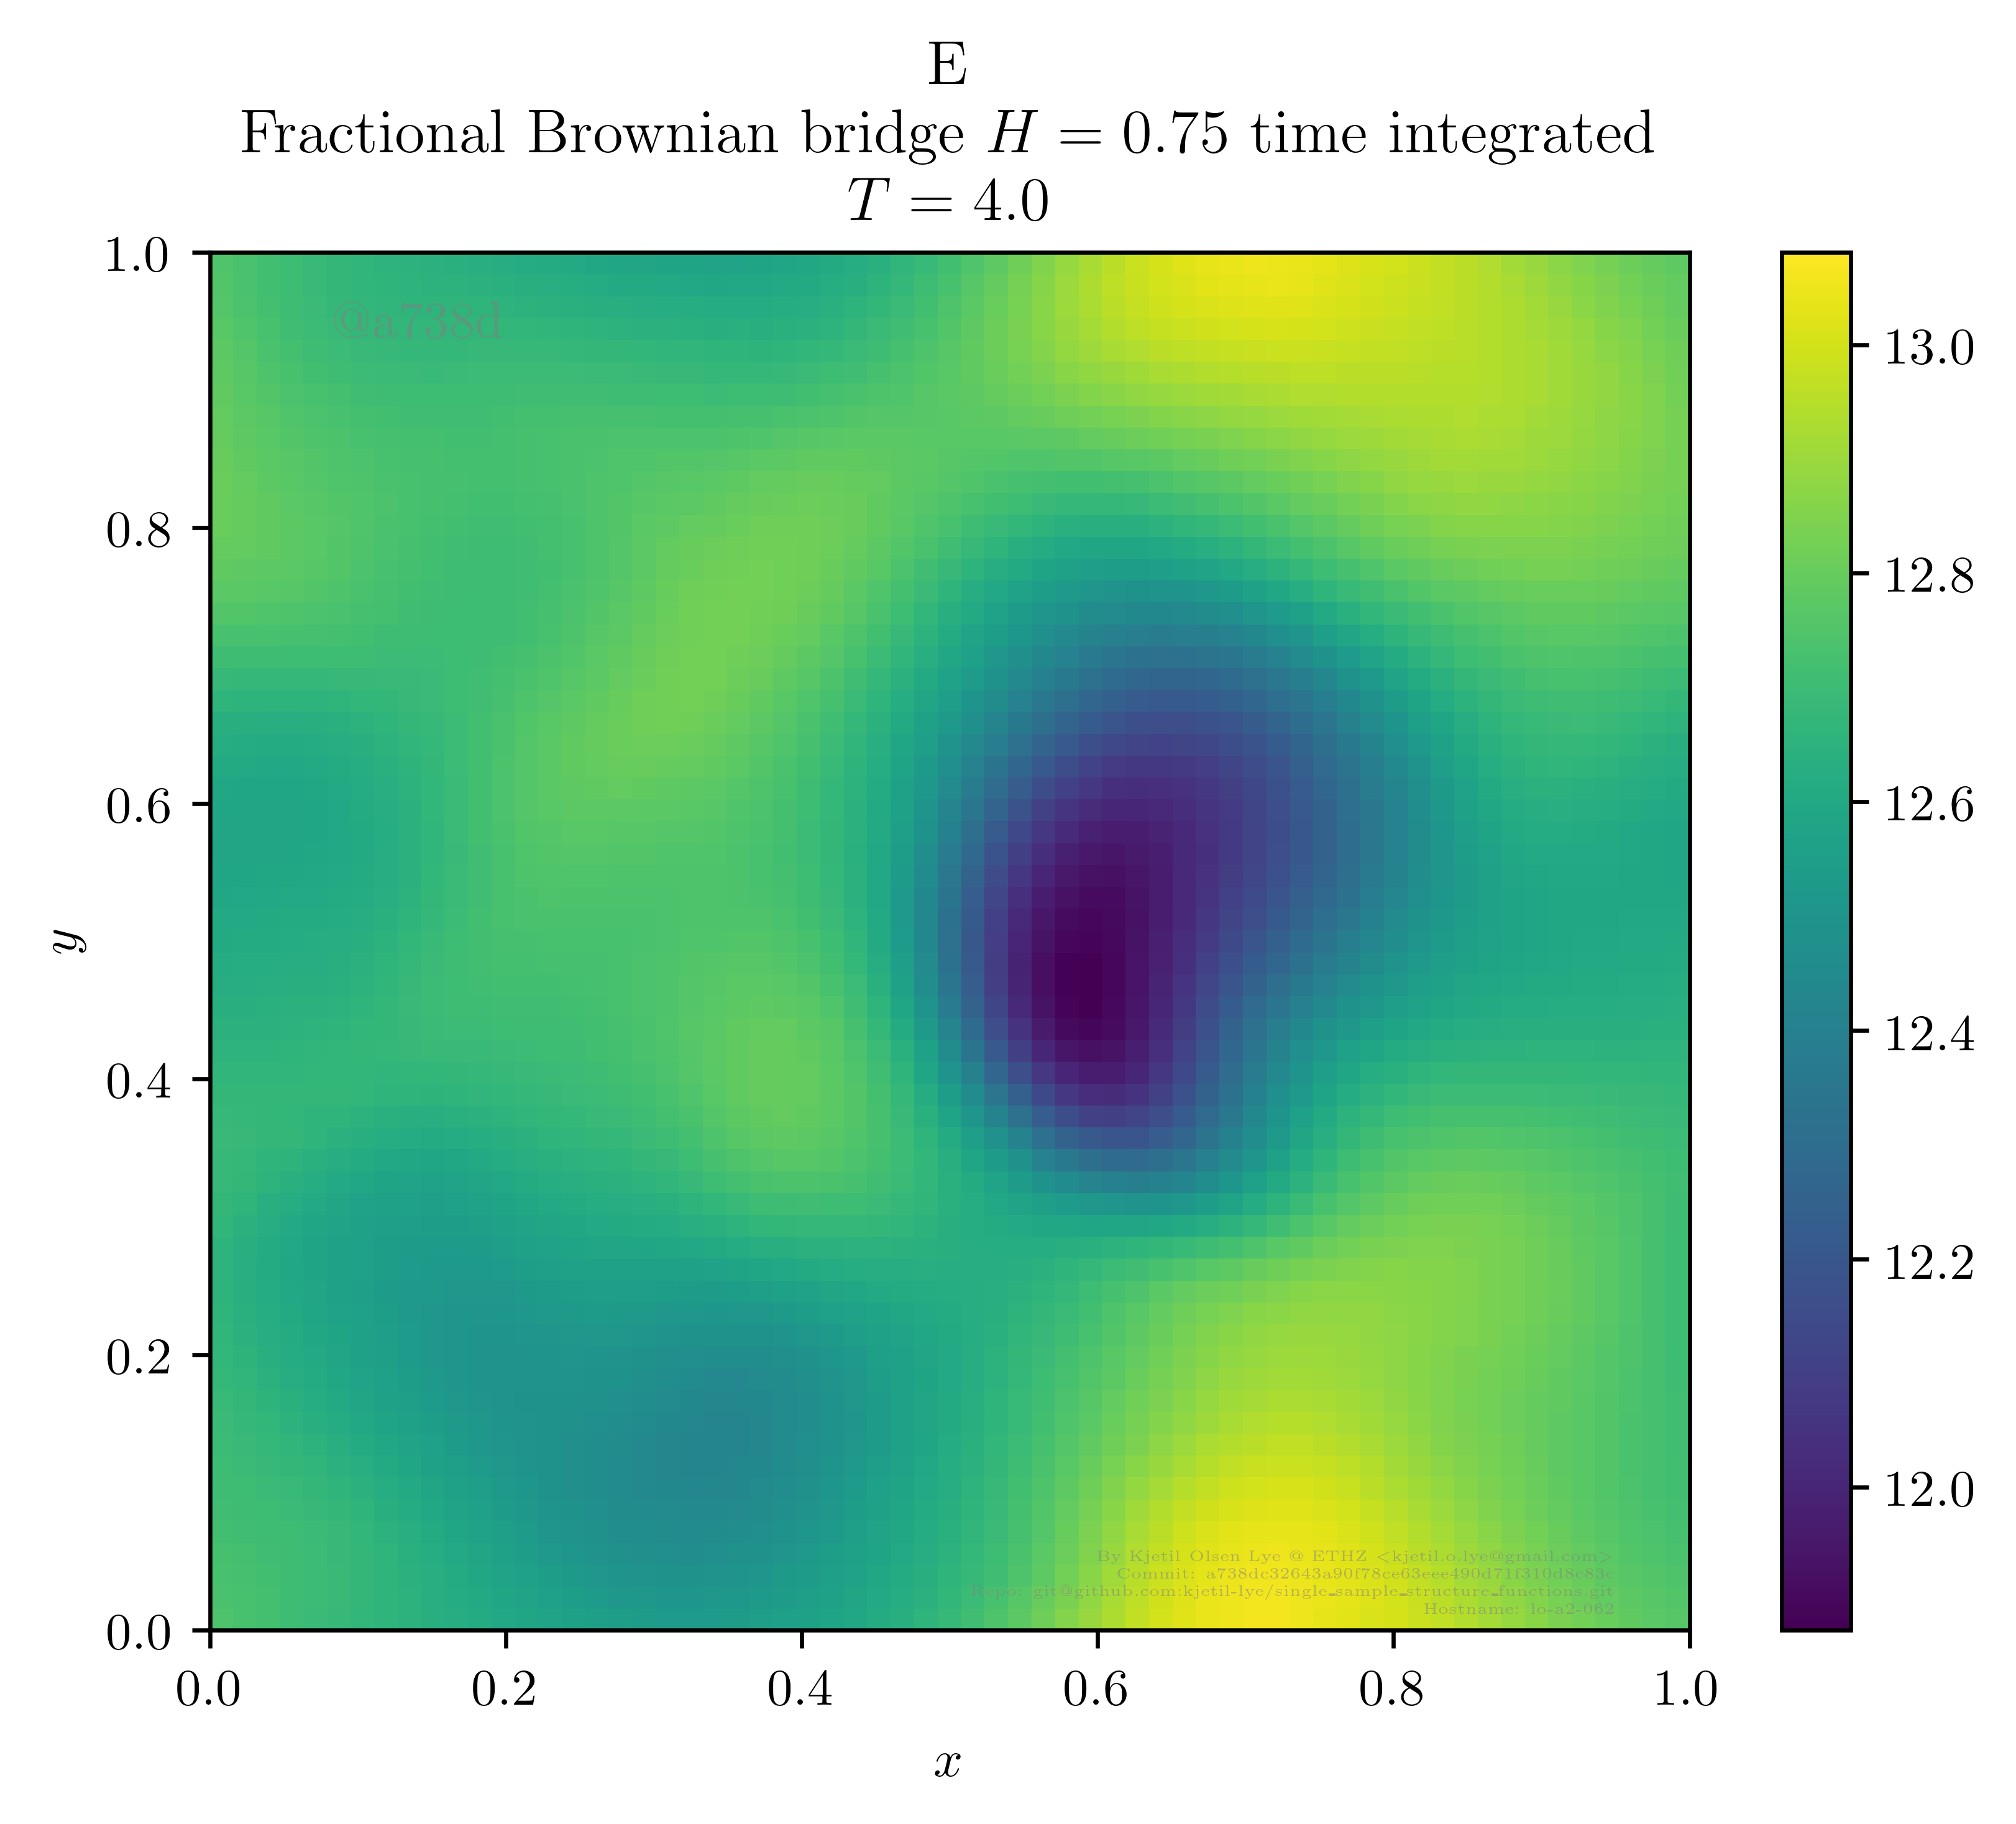 E
Fractional Brownian bridge H = 0.75 time integrated
T = 4.0
1.0
@a738d
13.0
0.8
12.8
0.6
12.6
y
0.4
12.4
0.2
12.2
12.0
By Kjetil Olsen Lye @ ETHZ <kjetil.o.lye@gmail.com>
Commit: a738dc32643a90f78ce63eee490d71f310d8c83c
Repo: git@github.com:kjetil-lye/single_sample_structure_functions.git
Hostname: lo-a2-062
0.0
0.0 0.2 0.4 0.6 0.8 1.0
x